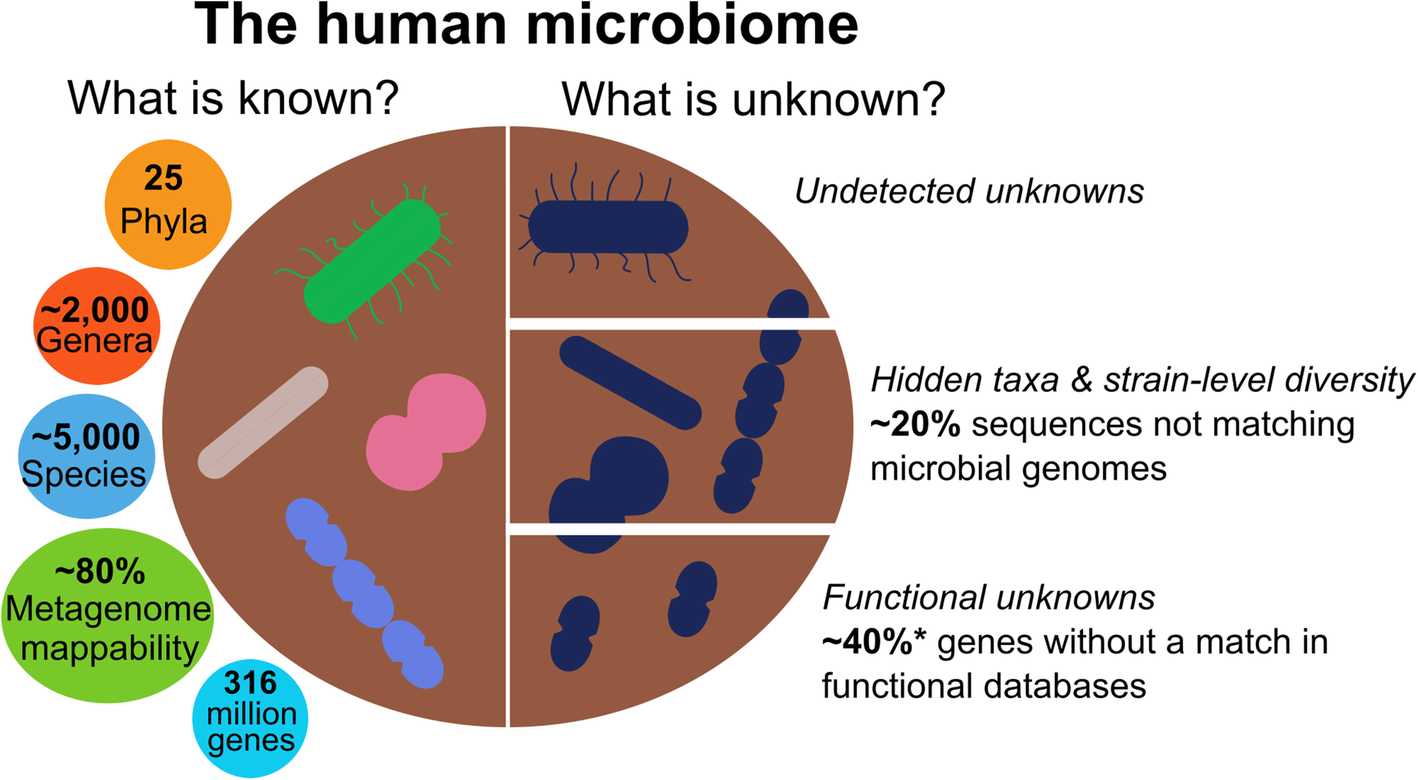 The human microbiome
What is known?
What is unknown?
25
Phyla
~2,000
Genera
~5,000
Species
~80%
Metagenome
mappability
316
million
genes
Undetected unknowns
Hidden taxa & strain-level diversity
~20% sequences not matching
microbial genomes
Functional unknowns
~40%* genes without a match in
functional databases